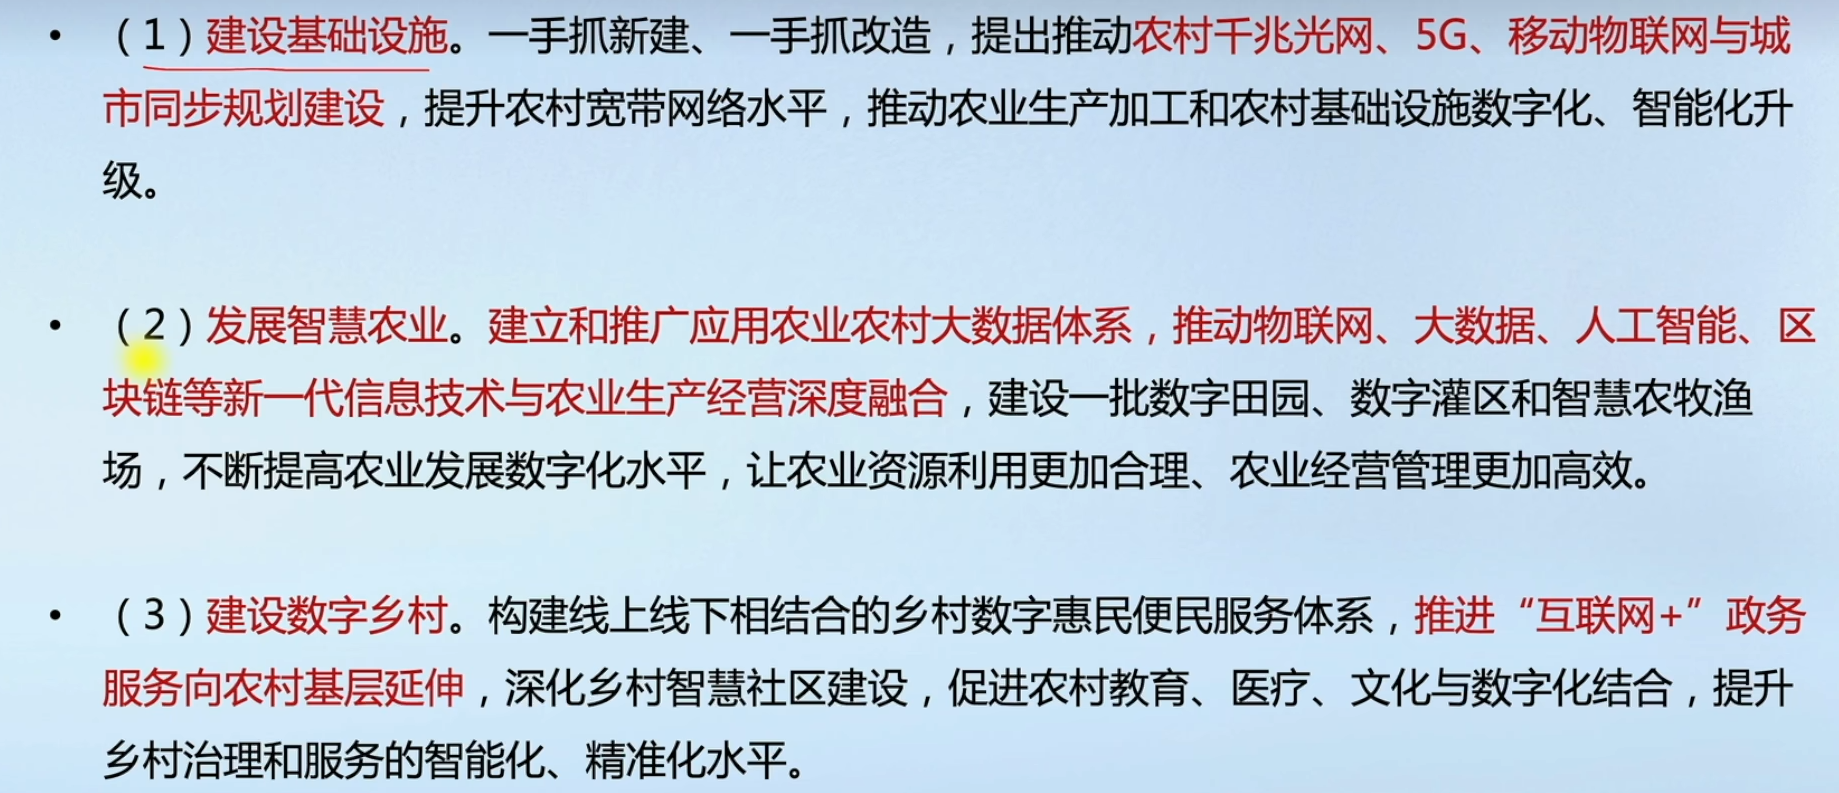 • （1）建设基础设施。一手抓新建、一手抓改造，提出推动农村千兆光网、5G、移动物联网与城
市同步规划建设，提升农村宽带网络水平，推动农业生产加工和农村基础设施数字化、智能化升
级。
• （2）发展智慧农业。建立和推广应用农业农村大数据体系，推动物联网、大数据、人工智能、区
块链等新一代信息技术与农业生产经营深度融合，建设一批数字田园、数字灌区和智慧农牧渔
场，不断提高农业发展数字化水平，让农业资源利用更加合理、农业经营管理更加高效。
• （3）建设数字乡村。构建线上线下相结合的乡村数字惠民便民服务体系，推进“互联网+”政务
服务向农村基层延伸，深化乡村智慧社区建设，促进农村教育、医疗、文化与数字化结合，提升
乡村治理和服务的智能化、精准化水平。